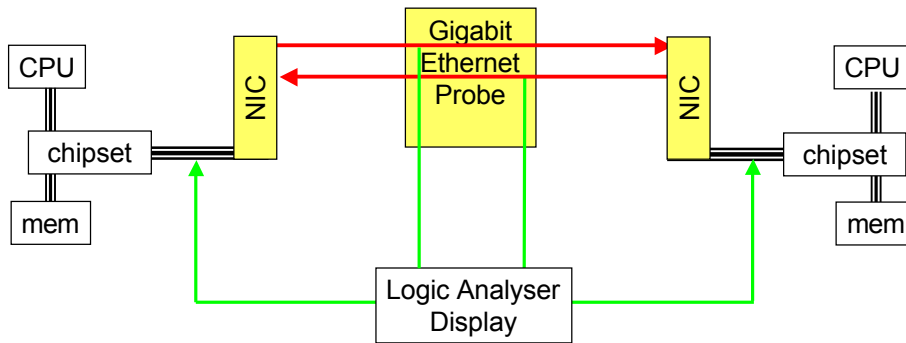 Gigabit
Ethernet
Probe
CPU
NIC
chipset
mem
NIC
CPU
chipset
mem
Logic Analyser
Display